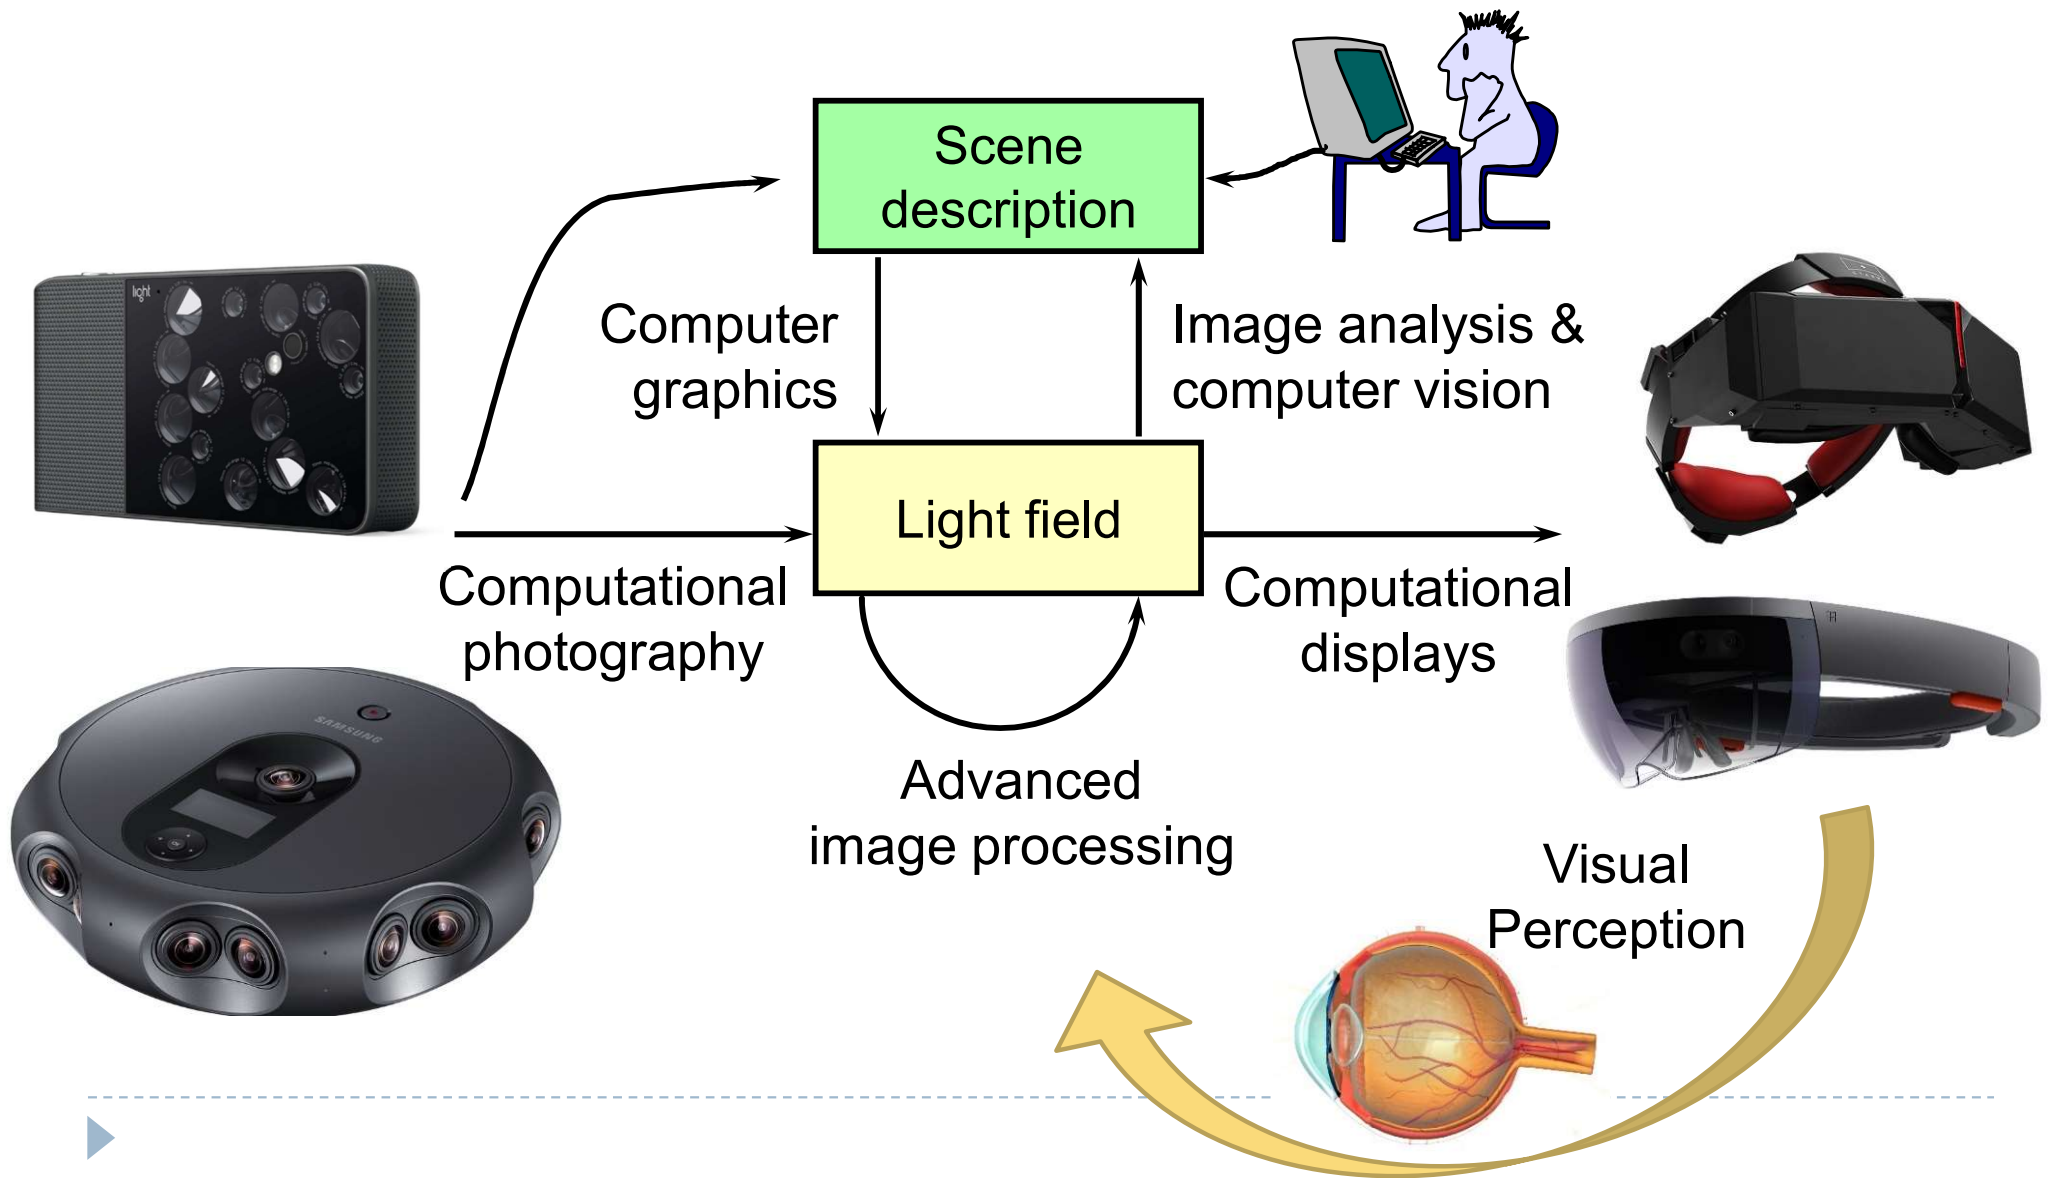 Scene
description
light
Computer
graphics
Image analysis &
computer vision
Light field
Computational
photography
Computational
displays
SAMSUNG
Advanced
image processing
Visual
Perception